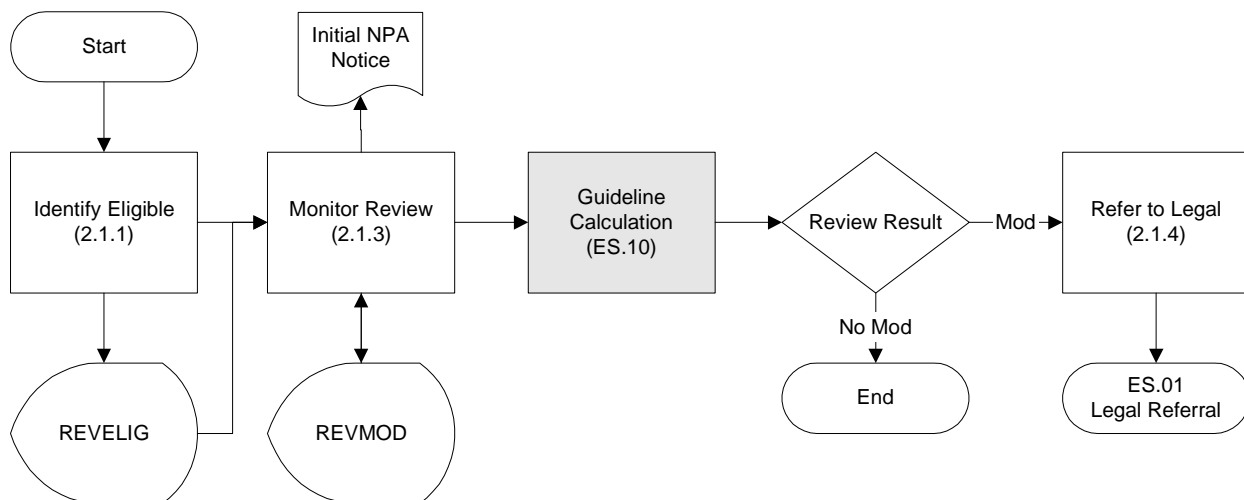 Start
Initial NPA
Notice
Identify Eligible
(2.1.1)
Monitor Review
(2.1.3)
Guideline
Calculation
(ES.10)
Review Result
Mod
Refer to Legal
(2.1.4)
No Mod
REVELIG
REVMOD
End
ES.01
Legal Referral